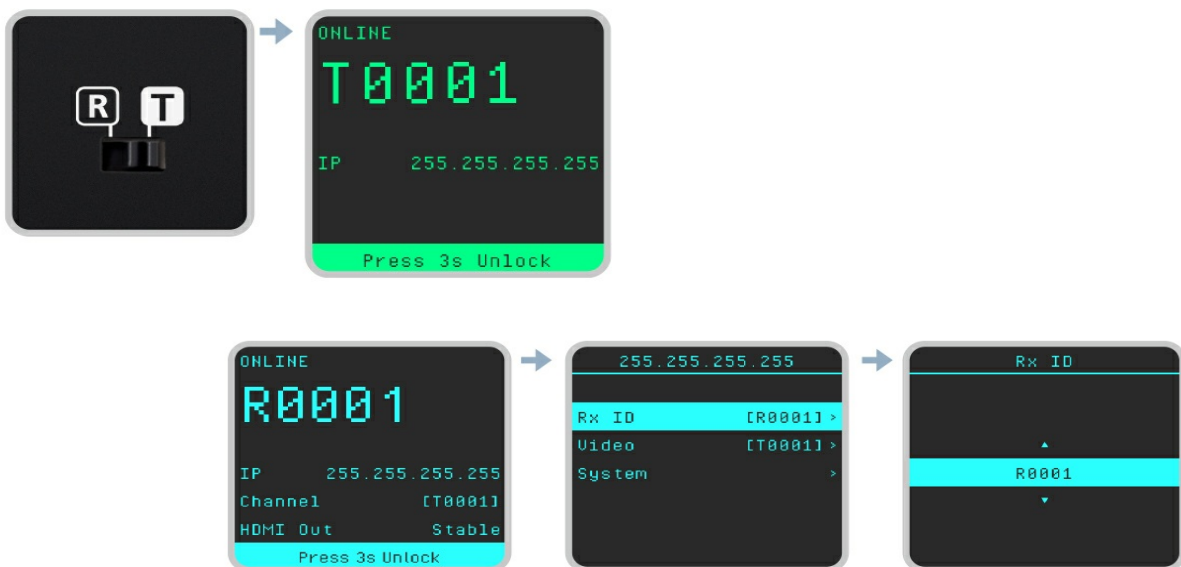 R T
ONLINE
T0001
IP 255.255.255.255
Press 3s Unlock
ONLINE
R0001
IP 255.255.255.255
Channel [T0001]
HDMI Out Stable
Press 3s Unlock
255.255.255.255
Rx ID [R0001] >
Video [T0001] >
System >
Rx ID
R0001